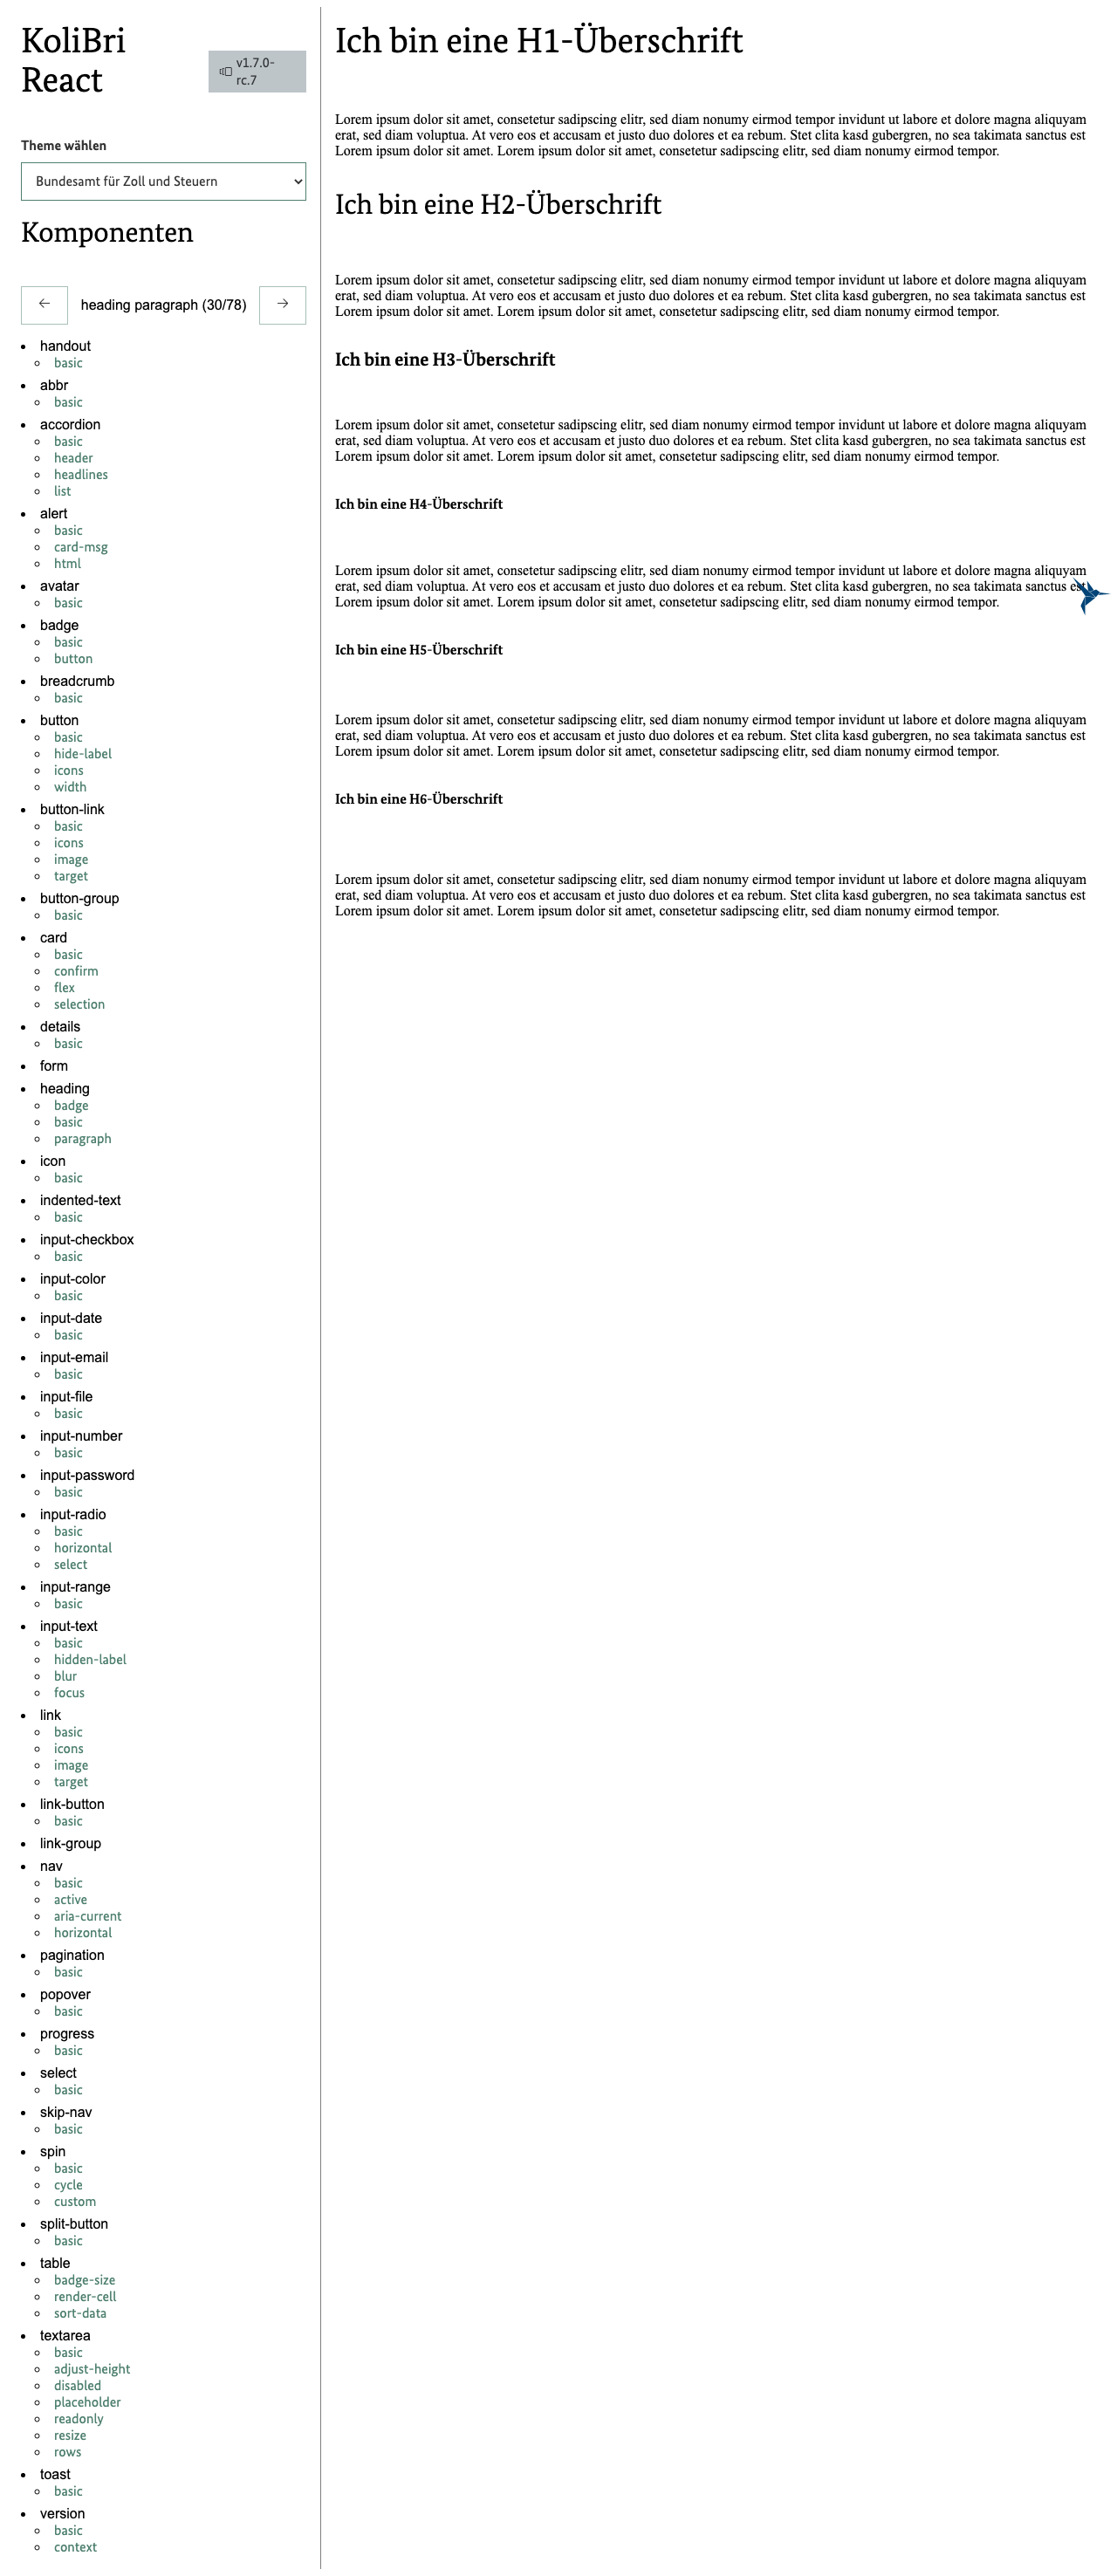 KoliBri
React
v1.7.0-
rc.7
Theme wählen
Bundesamt für Zoll und Steuern
Komponenten
← heading paragraph (30/78) →
handout
basic
abbr
basic
accordion
basic
header
headlines
list
alert
basic
card-msg
html
avatar
basic
badge
basic
button
breadcrumb
basic
button
basic
hide-label
icons
width
button-link
basic
icons
image
target
button-group
basic
card
basic
confirm
flex
selection
details
basic
form
heading
badge
basic
paragraph
icon
basic
indented-text
basic
input-checkbox
basic
input-color
basic
input-date
basic
input-email
basic
input-file
basic
input-number
basic
input-password
basic
input-radio
basic
horizontal
select
input-range
basic
input-text
basic
hidden-label
blur
focus
link
basic
icons
image
target
link-button
basic
link-group
nav
basic
active
aria-current
horizontal
pagination
basic
popover
basic
progress
basic
select
basic
skip-nav
basic
spin
basic
cycle
custom
split-button
basic
table
badge-size
render-cell
sort-data
textarea
basic
adjust-height
disabled
placeholder
readonly
resize
rows
toast
basic
version
basic
context
Ich bin eine H1-Überschrift
Lorem ipsum dolor sit amet, consetetur sadipscing elitr, sed diam nonumy eirmod tempor invidunt ut labore et dolore magna aliquyam
erat, sed diam voluptua. At vero eos et accusam et justo duo dolores et ea rebum. Stet clita kasd gubergren, no sea takimata sanctus est
Lorem ipsum dolor sit amet. Lorem ipsum dolor sit amet, consetetur sadipscing elitr, sed diam nonumy eirmod tempor.
Ich bin eine H2-Überschrift
Lorem ipsum dolor sit amet, consetetur sadipscing elitr, sed diam nonumy eirmod tempor invidunt ut labore et dolore magna aliquyam
erat, sed diam voluptua. At vero eos et accusam et justo duo dolores et ea rebum. Stet clita kasd gubergren, no sea takimata sanctus est
Lorem ipsum dolor sit amet. Lorem ipsum dolor sit amet, consetetur sadipscing elitr, sed diam nonumy eirmod tempor.
Ich bin eine H3-Überschrift
Lorem ipsum dolor sit amet, consetetur sadipscing elitr, sed diam nonumy eirmod tempor invidunt ut labore et dolore magna aliquyam
erat, sed diam voluptua. At vero eos et accusam et justo duo dolores et ea rebum. Stet clita kasd gubergren, no sea takimata sanctus est
Lorem ipsum dolor sit amet. Lorem ipsum dolor sit amet, consetetur sadipscing elitr, sed diam nonumy eirmod tempor.
Ich bin eine H4-Überschrift
Lorem ipsum dolor sit amet, consetetur sadipscing elitr, sed diam nonumy eirmod tempor invidunt ut labore et dolore magna aliquyam
erat, sed diam voluptua. At vero eos et accusam et justo duo dolores et ea rebum. Stet clita kasd gubergren, no sea takimata sanctus est
Lorem ipsum dolor sit amet. Lorem ipsum dolor sit amet, consetetur sadipscing elitr, sed diam nonumy eirmod tempor.
Ich bin eine H5-Überschrift
Lorem ipsum dolor sit amet, consetetur sadipscing elitr, sed diam nonumy eirmod tempor invidunt ut labore et dolore magna aliquyam
erat, sed diam voluptua. At vero eos et accusam et justo duo dolores et ea rebum. Stet clita kasd gubergren, no sea takimata sanctus est
Lorem ipsum dolor sit amet. Lorem ipsum dolor sit amet, consetetur sadipscing elitr, sed diam nonumy eirmod tempor.
Ich bin eine H6-Überschrift
Lorem ipsum dolor sit amet, consetetur sadipscing elitr, sed diam nonumy eirmod tempor invidunt ut labore et dolore magna aliquyam
erat, sed diam voluptua. At vero eos et accusam et justo duo dolores et ea rebum. Stet clita kasd gubergren, no sea takimata sanctus est
Lorem ipsum dolor sit amet. Lorem ipsum dolor sit amet, consetetur sadipscing elitr, sed diam nonumy eirmod tempor.